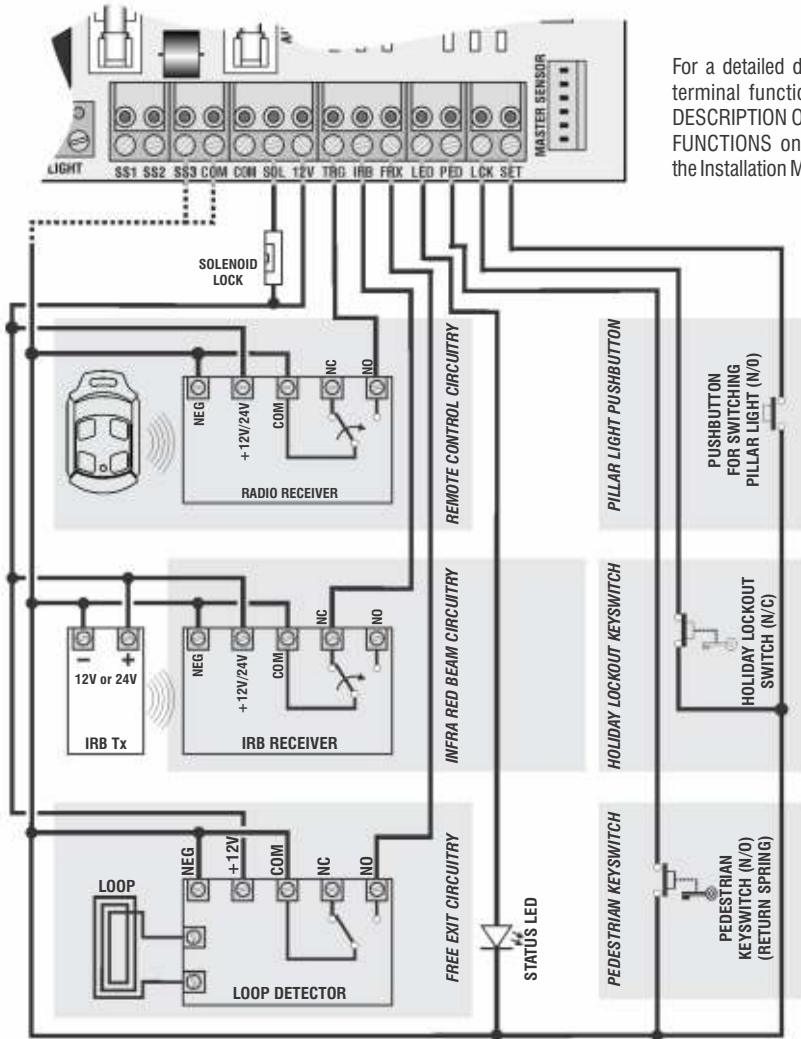 For a detailed d
terminal functio
DESCRIPTION O
FUNCTIONS on
the Installation M
MASTER SENSOR
LIGHT
SS1 SS2 SS3 COM COM SOL 12V TRG IRB FRX LED PED LCK SET
SOLENOID
LOCK
NEG
+12V/24V
COM
NC
NO
RADIO RECEIVER
REMOTE CONTROL CIRCUITRY
PILLAR LIGHT PUSHBUTTON
PUSHBUTTON
FOR SWITCHING
PILLAR LIGHT (N/O)
– +
12V or 24V
IRB Tx
NEG
+12V/24V
COM
NC
NO
IRB RECEIVER
INFRA RED BEAM CIRCUITRY
HOLIDAY LOCKOUT KEYSWITCH
HOLIDAY LOCKOUT
SWITCH (N/C)
LOOP
NEG
+12V
COM
NC
NO
LOOP DETECTOR
FREE EXIT CIRCUITRY
STATUS LED
PEDESTRIAN KEYSWITCH
PEDESTRIAN
KEYSWITCH (N/O)
(RETURN SPRING)